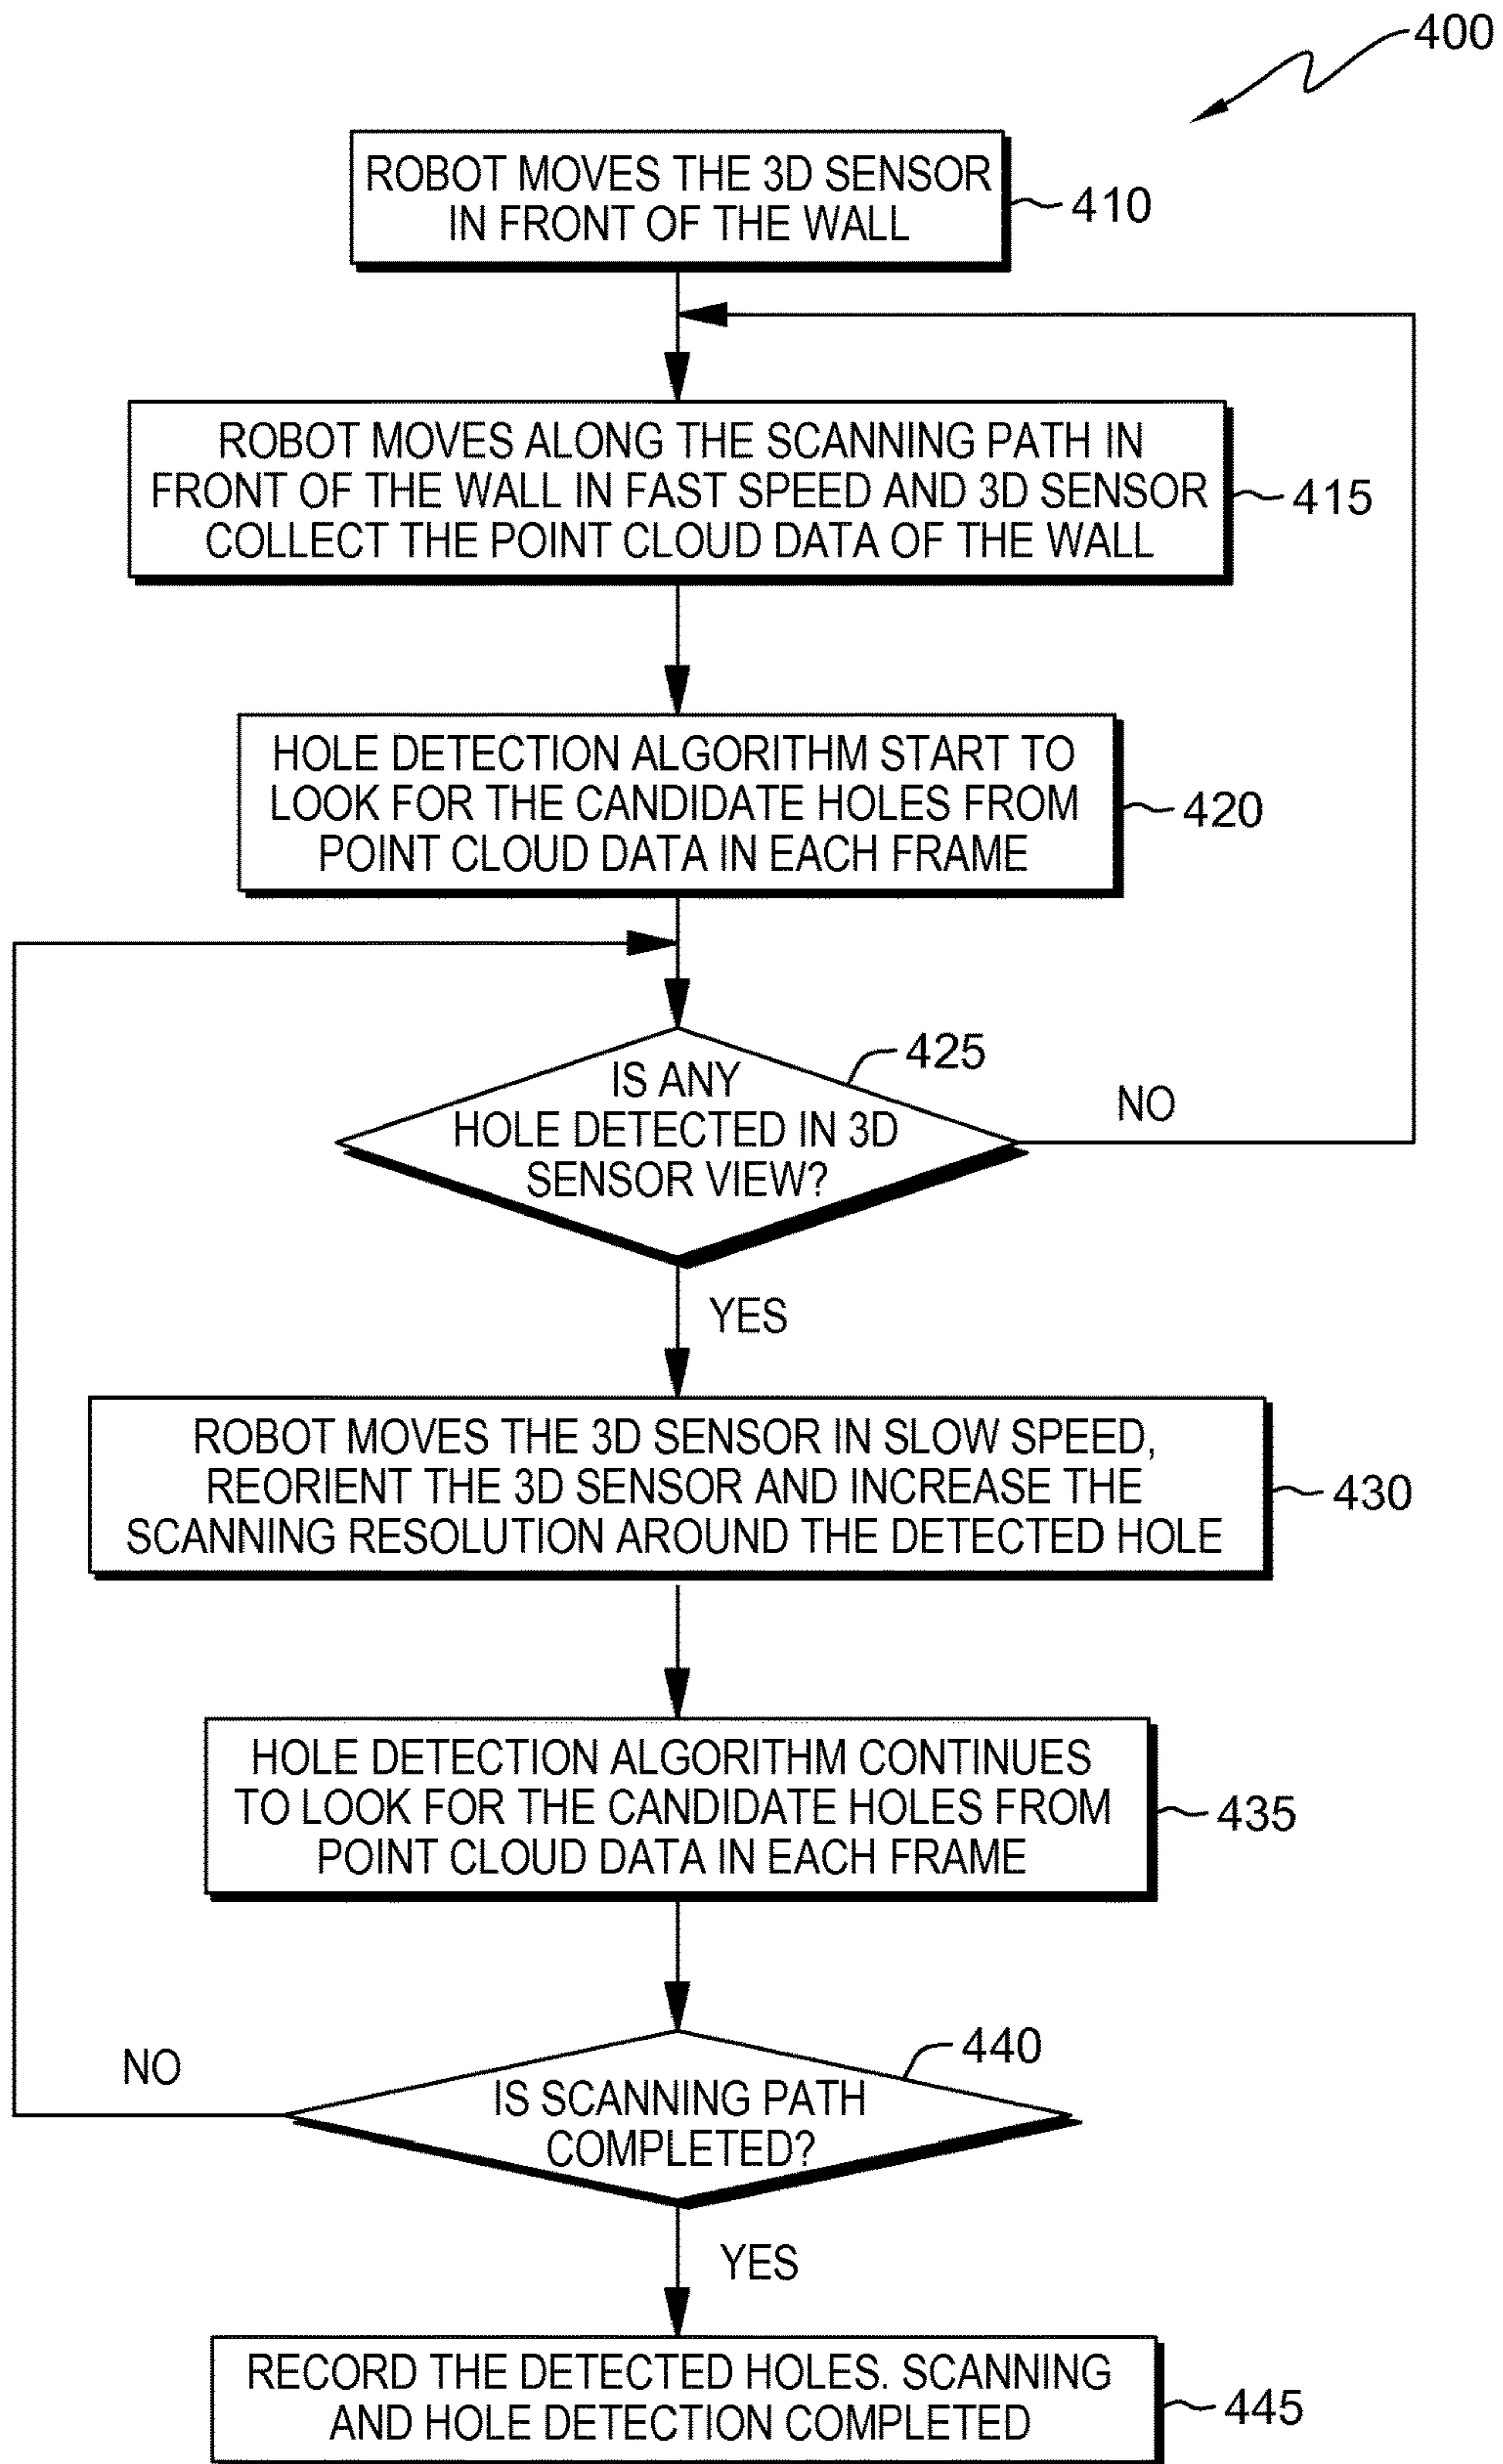 400
ROBOT MOVES THE 3D SENSOR
IN FRONT OF THE WALL
410
ROBOT MOVES ALONG THE SCANNING PATH IN
FRONT OF THE WALL IN FAST SPEED AND 3D SENSOR
COLLECT THE POINT CLOUD DATA OF THE WALL
415
HOLE DETECTION ALGORITHM START TO
LOOK FOR THE CANDIDATE HOLES FROM
POINT CLOUD DATA IN EACH FRAME
420
IS ANY
HOLE DETECTED IN 3D
SENSOR VIEW?
425
NO
YES
ROBOT MOVES THE 3D SENSOR IN SLOW SPEED,
REORIENT THE 3D SENSOR AND INCREASE THE
SCANNING RESOLUTION AROUND THE DETECTED HOLE
430
HOLE DETECTION ALGORITHM CONTINUES
TO LOOK FOR THE CANDIDATE HOLES FROM
POINT CLOUD DATA IN EACH FRAME
435
NO
IS SCANNING PATH
COMPLETED?
440
YES
RECORD THE DETECTED HOLES. SCANNING
AND HOLE DETECTION COMPLETED
445